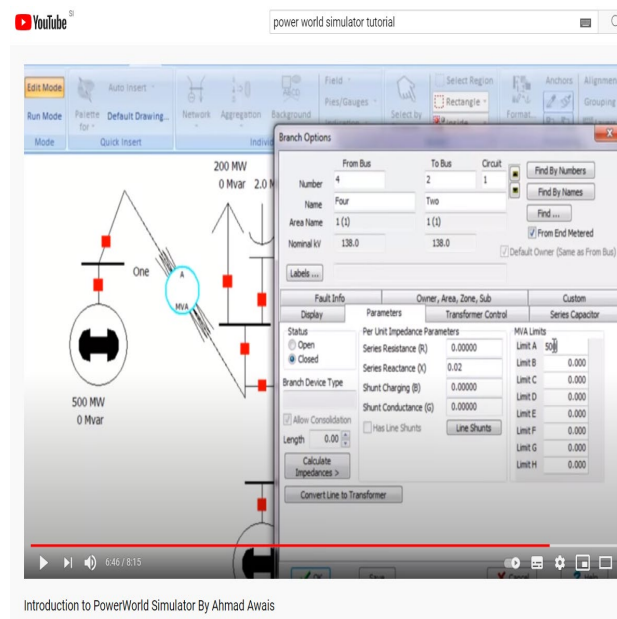 YouTube SI
power world simulator tutorial
Edit Mode
Run Mode
Mode
Palette for
Auto Insert
Default Drawing...
Quick Insert
Network
Aggregation
Background
Individ
Field
Pies/Gauges
Select by
Select Region
Rectangle
Inside
Format...
Anchors
Alignmen
Grouping
Branch Options
X
From Bus
To Bus
Circuit
Number 4 2 1
Find By Numbers
Name Four Two
Find By Names
Find ...
Area Name 1 (1) 1 (1)
From End Metered
Nominal kV 138.0 138.0
Default Owner (Same as From Bus)
Labels ...
Fault Info
Owner, Area, Zone, Sub
Custom
Display
Parameters
Transformer Control
Series Capacitor
Status
Open
Closed
Branch Device Type
Allow Consolidation
Length 0.00
Calculate
Impedances >
Convert Line to Transformer
Per Unit Impedance Parameters
Series Resistance (R) 0.00000
Series Reactance (X) 0.02
Shunt Charging (B) 0.00000
Shunt Conductance (G) 0.00000
Has Line Shunts
Line Shunts
MVA Limits
Limit A
Limit B 0.000
Limit C 0.000
Limit D 0.000
Limit E 0.000
Limit F 0.000
Limit G 0.000
Limit H 0.000
OK
Save
Cancel
Help
200 MW
0 Mvar
2.0 M
One
A
MVA
500 MW
0 Mvar
6:46 / 8:15
Introduction to PowerWorld Simulator By Ahmad Awais